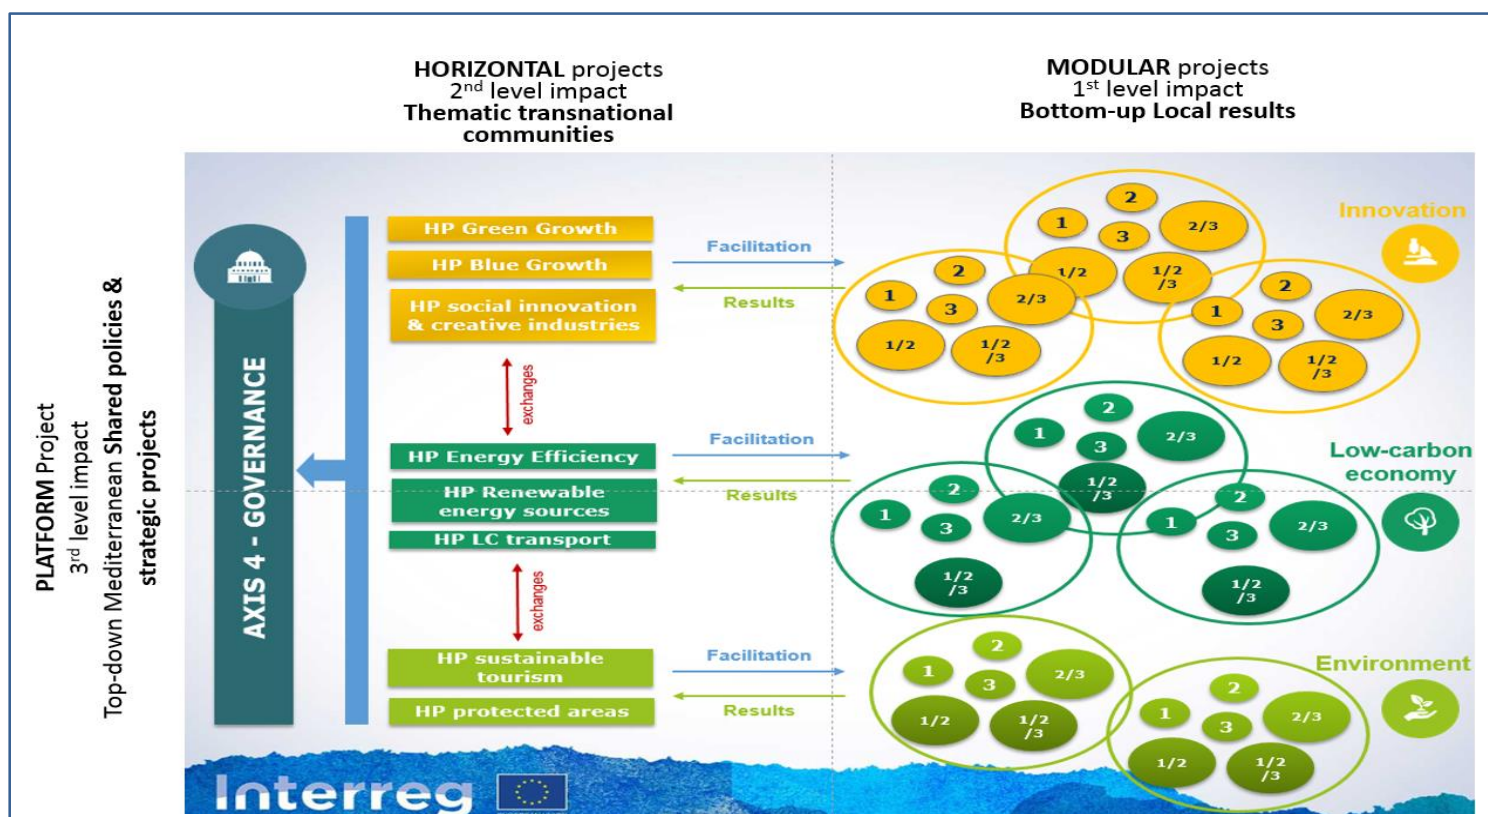 HORIZONTAL projects
2nd level impact
Thematic transnational
communities
MODULAR projects
1st level impact
Bottom-up Local results
PLATFORM Project
3rd level impact
Top-down Mediterranean Shared policies &
strategic projects
AXIS 4 - GOVERNANCE
HP Green Growth
HP Blue Growth
HP social innovation
& creative industries
exchanges
HP Energy Efficiency
HP Renewable
energy sources
HP LC transport
exchanges
HP sustainable
tourism
HP protected areas
Facilitation
Results
Facilitation
Results
Facilitation
Results
Innovation
2
1
3
2/3
1/2
1/2
/3
2
1
3
2/3
1/2
1/2
/3
2
1
3
2/3
1/2
1/2
/3
Low-carbon
economy
2
1
3
2/3
1/2
/3
2
1
3
2/3
1/2
/3
2
1
3
2/3
1/2
/3
Environment
2
1
3
2/3
1/2
1/2
/3
2
1
3
2/3
1/2
1/2
/3
Interreg